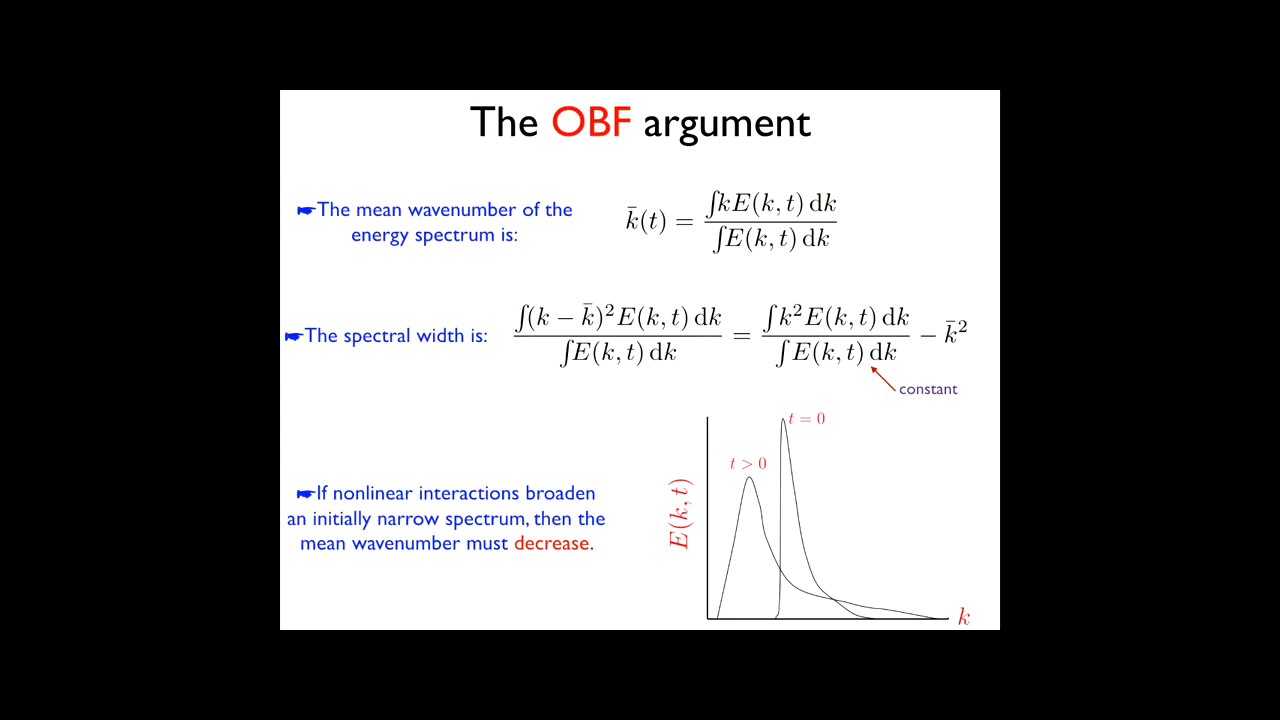 The OBF argument
☛The mean wavenumber of the
energy spectrum is:
k̄(t) = ∫kE(k, t) dk / ∫E(k, t) dk
☛The spectral width is:
∫(k − k̄)²E(k, t) dk / ∫E(k, t) dk = ∫k²E(k, t) dk / ∫E(k, t) dk − k̄²
constant
☛If nonlinear interactions broaden
an initially narrow spectrum, then the
mean wavenumber must decrease.
t = 0
t > 0
E(k, t)
k